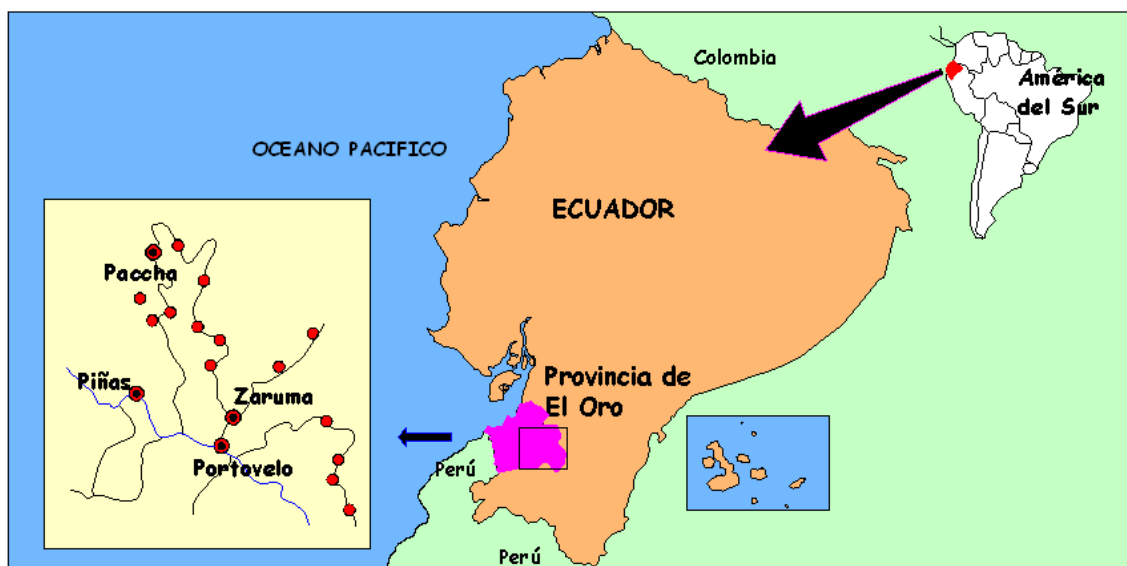 Colombia
América
del Sur
OCEANO PACIFICO
ECUADOR
Paccha
Piñas
Zaruma
Portovelo
Provincia de
El Oro
Perú
Perú